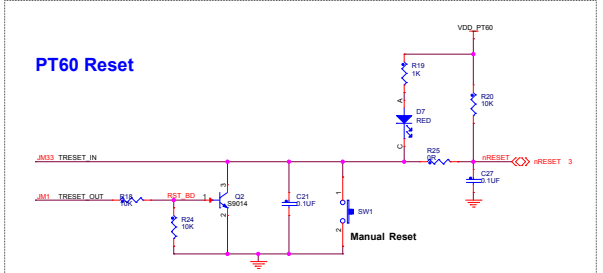 VDD_PT60
PT60 Reset
R19
1K
A
D7
RED
C
R20
10K
JM33 TRESET_IN
R25
0R
nRESET
nRESET 3
C27
0.1UF
JM1 TRESET_OUT
R18
10K
RST_BD
1
3
2
Q2
S9014
R24
10K
C21
0.1UF
1
2
SW1
Manual Reset